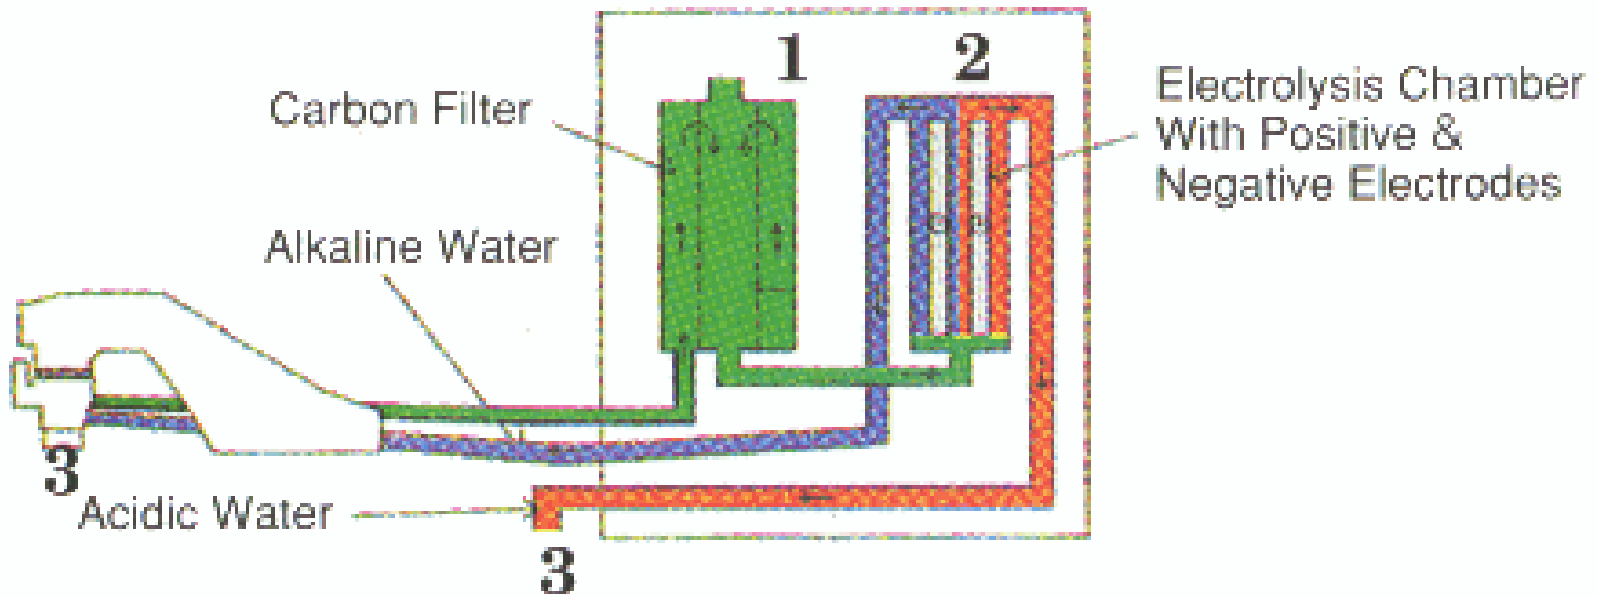 1
2
Carbon Filter
Electrolysis Chamber
With Positive &
Negative Electrodes
Alkaline Water
3
Acidic Water
3